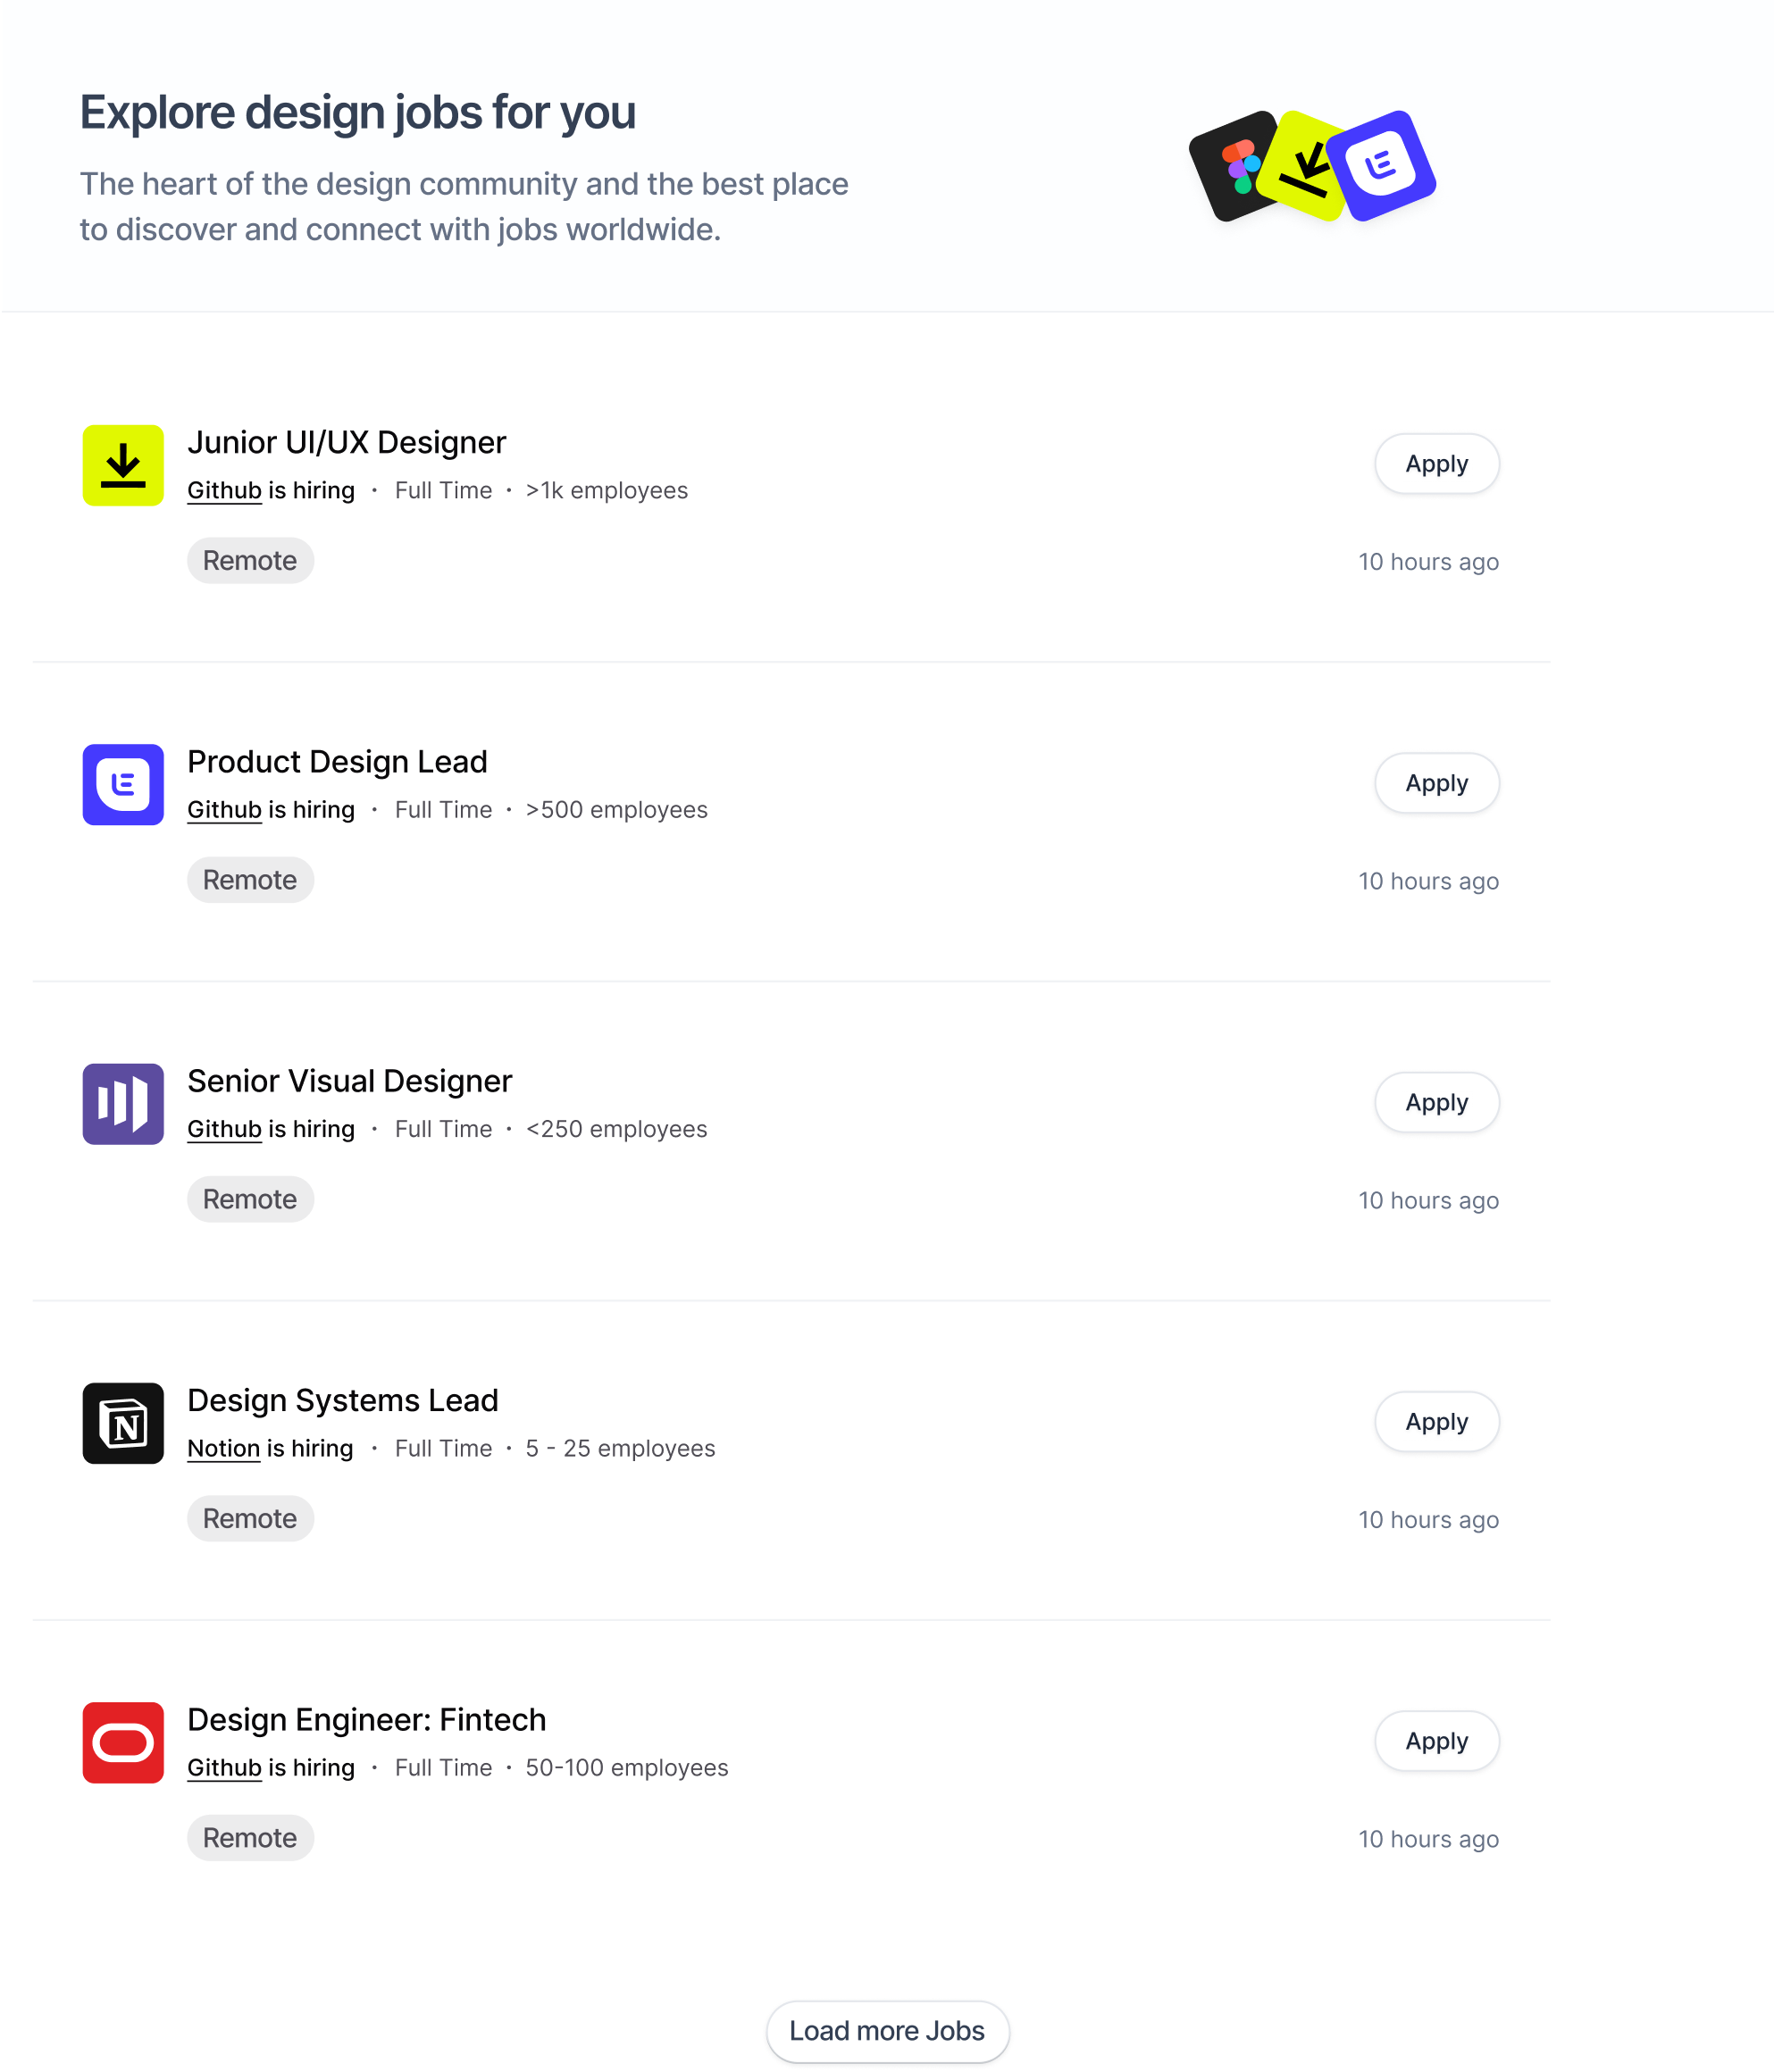 Explore design jobs for you
The heart of the design community and the best place
to discover and connect with jobs worldwide.
Junior UI/UX Designer
Apply
Github is hiring · Full Time · >1k employees
Remote
10 hours ago
Product Design Lead
Apply
Github is hiring · Full Time · >500 employees
Remote
10 hours ago
Senior Visual Designer
Apply
Github is hiring · Full Time · <250 employees
Remote
10 hours ago
N
Design Systems Lead
Apply
Notion is hiring · Full Time · 5 - 25 employees
Remote
10 hours ago
Design Engineer: Fintech
Apply
Github is hiring · Full Time · 50-100 employees
Remote
10 hours ago
Load more Jobs